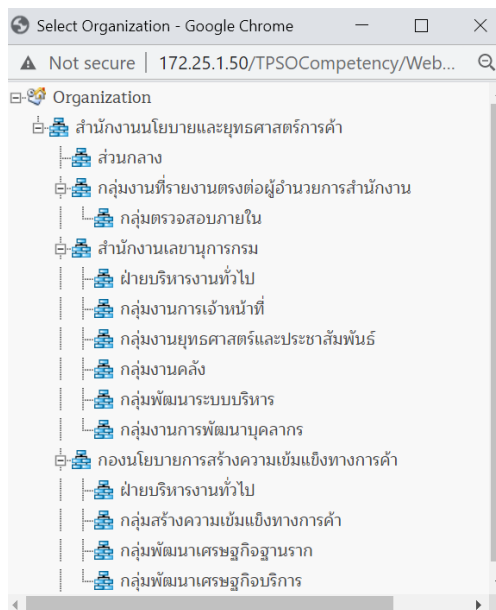 Select Organization - Google Chrome
Not secure | 172.25.1.50/TPSOCompetency/Web...
Organization
สำนักงานนโยบายและยุทธศาสตร์การค้า
ส่วนกลาง
กลุ่มงานที่รายงานตรงต่อผู้อำนวยการสำนักงาน
กลุ่มตรวจสอบภายใน
สำนักงานเลขานุการกรม
ฝ่ายบริหารงานทั่วไป
กลุ่มงานการเจ้าหน้าที่
กลุ่มงานยุทธศาสตร์และประชาสัมพันธ์
กลุ่มงานคลัง
กลุ่มพัฒนาระบบบริหาร
กลุ่มงานการพัฒนาบุคลากร
กองนโยบายการสร้างความเข้มแข็งทางการค้า
ฝ่ายบริหารงานทั่วไป
กลุ่มสร้างความเข้มแข็งทางการค้า
กลุ่มพัฒนาเศรษฐกิจฐานราก
กลุ่มพัฒนาเศรษฐกิจบริการ